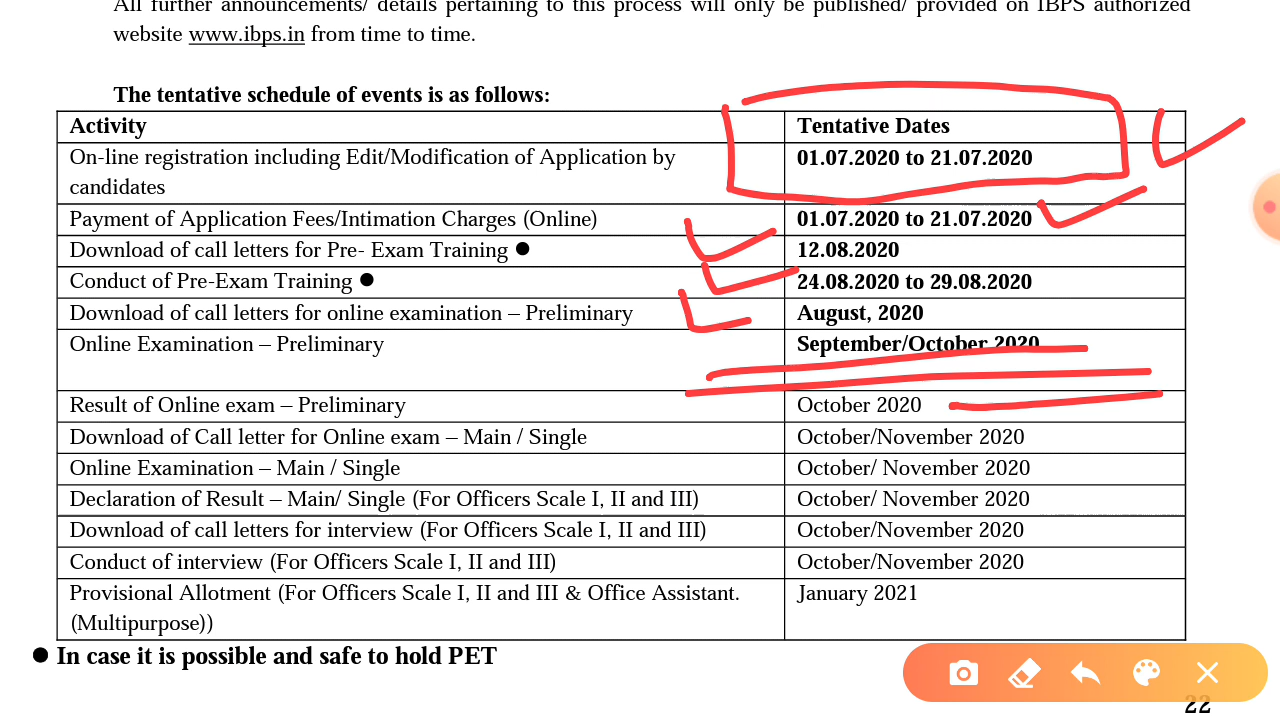 All further announcements/ details pertaining to this process will only be published/ provided on IBPS authorized
website www.ibps.in from time to time.
The tentative schedule of events is as follows:
Activity Tentative Dates
On-line registration including Edit/Modification of Application by 01.07.2020 to 21.07.2020
candidates
Payment of Application Fees/Intimation Charges (Online) 01.07.2020 to 21.07.2020
Download of call letters for Pre- Exam Training ● 12.08.2020
Conduct of Pre-Exam Training ● 24.08.2020 to 29.08.2020
Download of call letters for online examination – Preliminary August, 2020
Online Examination – Preliminary September/October 2020
Result of Online exam – Preliminary October 2020
Download of Call letter for Online exam – Main / Single October/November 2020
Online Examination – Main / Single October/ November 2020
Declaration of Result – Main/ Single (For Officers Scale I, II and III) October/ November 2020
Download of call letters for interview (For Officers Scale I, II and III) October/November 2020
Conduct of interview (For Officers Scale I, II and III) October/November 2020
Provisional Allotment (For Officers Scale I, II and III & Office Assistant. January 2021
(Multipurpose))
● In case it is possible and safe to hold PET
22